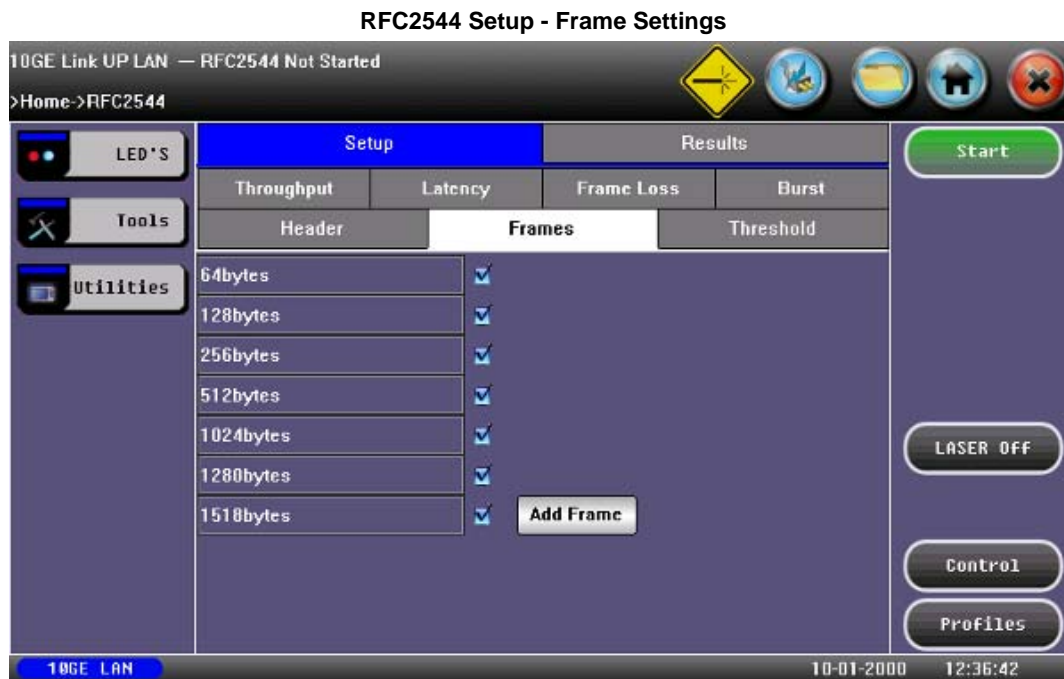 RFC2544 Setup - Frame Settings
10GE Link UP LAN — RFC2544 Not Started
>Home->RFC2544
LED'S
Tools
Utilities
Setup
Results
Throughput
Latency
Frame Loss
Burst
Header
Frames
Threshold
64bytes
128bytes
256bytes
512bytes
1024bytes
1280bytes
1518bytes
Add Frame
Start
LASER Off
Control
Profiles
10GE LAN
10-01-2000 12:36:42